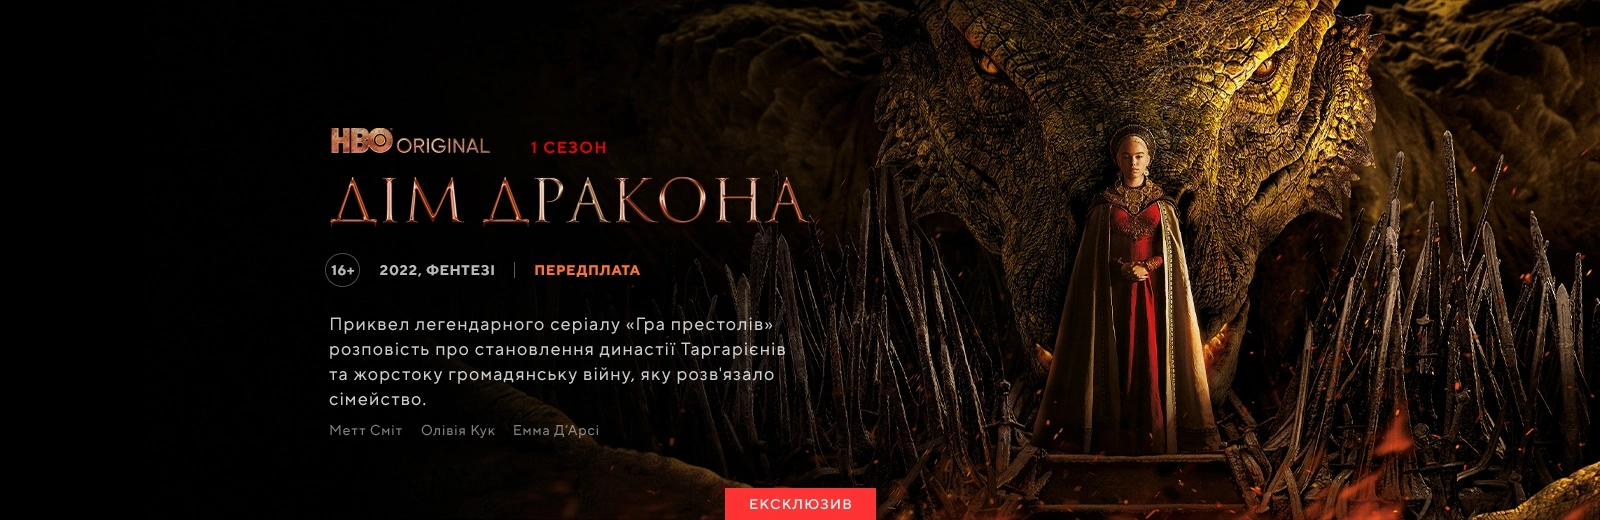 HBO ORIGINAL 1 СЕЗОН
ДІМ ДРАКОНА
16+ 2022, ФЕНТЕЗІ ПЕРЕДПЛАТА
Приквел легендарного серіалу «Гра престолів»
розповість про становлення династії Таргарієнів
та жорстоку громадянську війну, яку розв'язало
сімейство.
Метт Сміт Олівія Кук Емма Д'Арсі
ЕКСКЛЮЗИВ